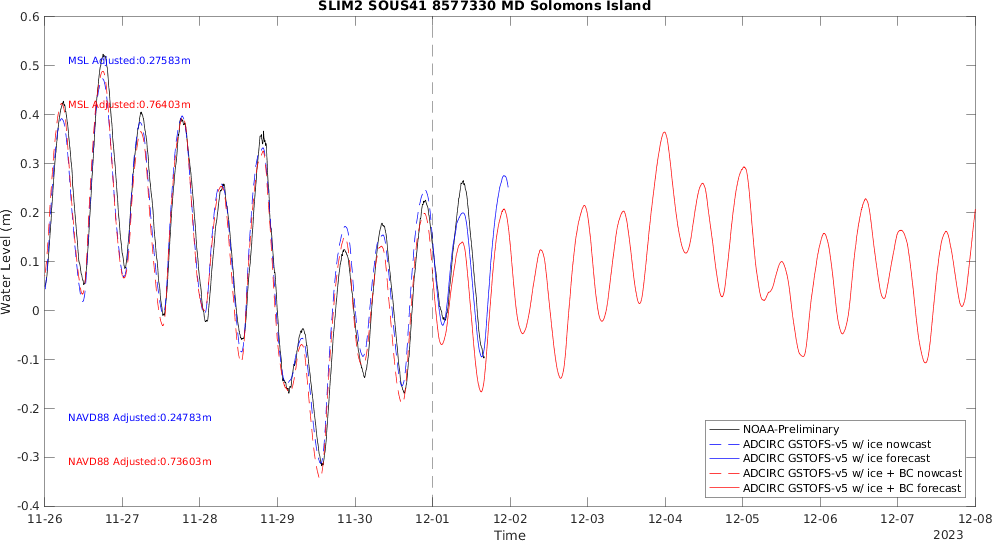 SLIM2 SOUS41 8577330 MD Solomons Island
0.6
0.5
0.4
0.3
0.2
0.1
0
-0.1
-0.2
-0.3
-0.4
Water Level (m)
MSL Adjusted:0.27583m
MSL Adjusted:0.76403m
NAVD88 Adjusted:0.24783m
NAVD88 Adjusted:0.73603m
NOAA-Preliminary
ADCIRC GSTOFS-v5 w/ ice nowcast
ADCIRC GSTOFS-v5 w/ ice forecast
ADCIRC GSTOFS-v5 w/ ice + BC nowcast
ADCIRC GSTOFS-v5 w/ ice + BC forecast
11-26 11-27 11-28 11-29 11-30 12-01 12-02 12-03 12-04 12-05 12-06 12-07 12-08
Time
2023